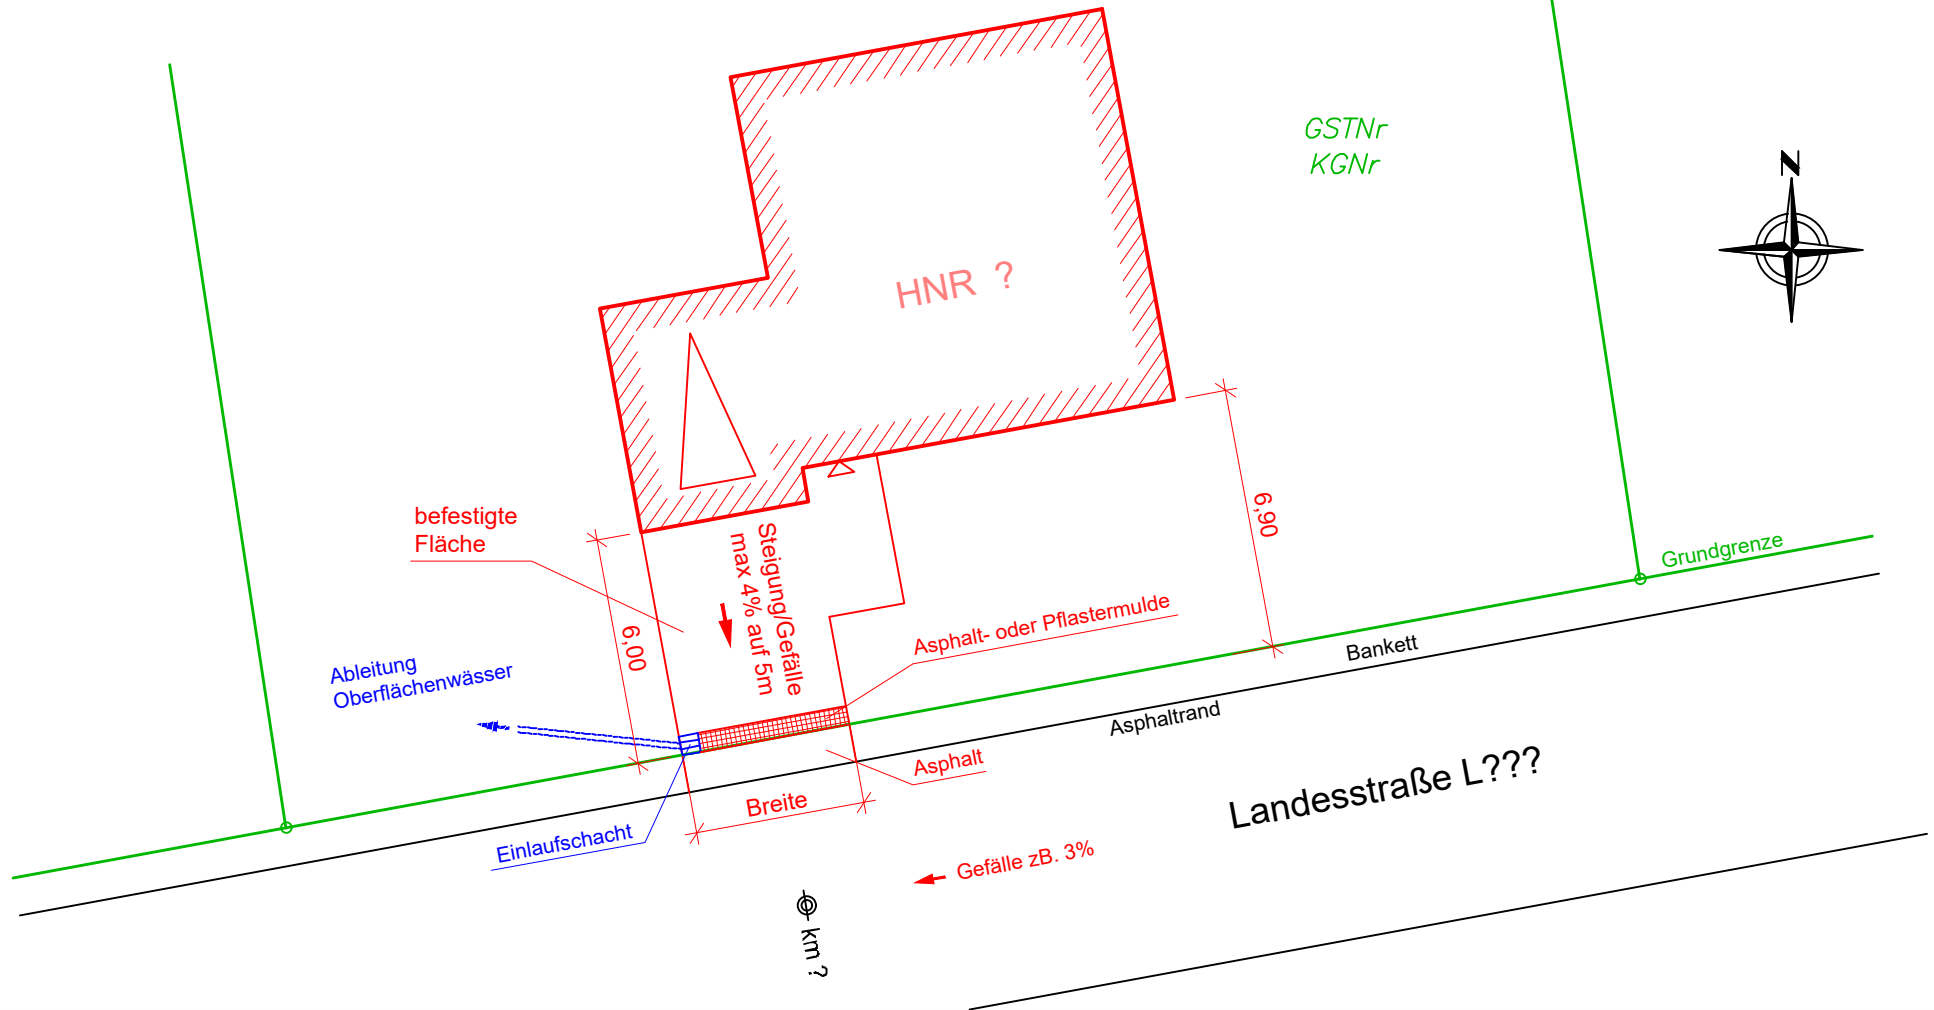 GSTNr
KGNr
N
HNR ?
befestigte
Fläche
6,90
Steigung/Gefälle
max 4% auf 5m
6,00
Grundgrenze
Asphalt- oder Pflastermulde
Bankett
Ableitung
Oberflächenwässer
Asphaltrand
Asphalt
Landesstraße L???
Breite
Einlaufschacht
Gefälle zB. 3%
km ?